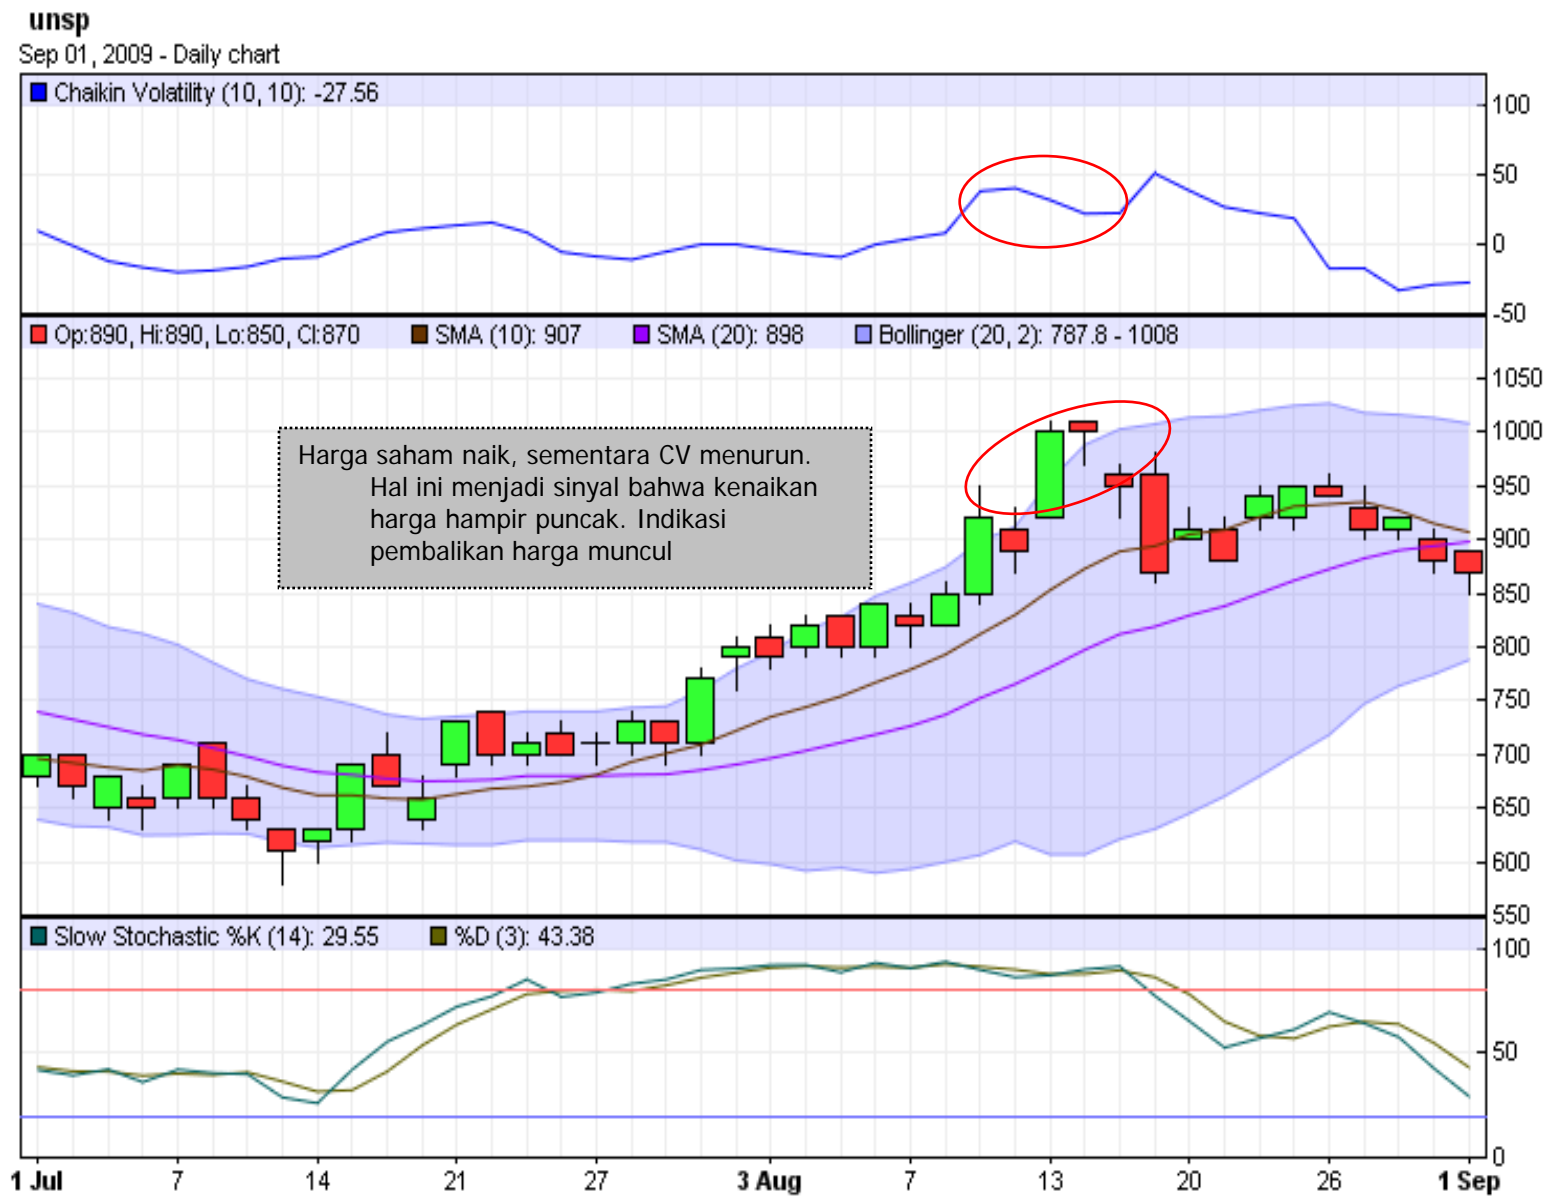 unsp
Sep 01, 2009 - Daily chart
Chaikin Volatility (10, 10): -27.56
100
50
0
-50
Op:890, Hi:890, Lo:850, Cl:870 SMA (10): 907 SMA (20): 898 Bollinger (20, 2): 787.8 - 1008
1050
1000
950
900
850
800
750
700
650
600
550
Harga saham naik, sementara CV menurun.
Hal ini menjadi sinyal bahwa kenaikan
harga hampir puncak. Indikasi
pembalikan harga muncul
Slow Stochastic %K (14): 29.55 %D (3): 43.38
100
50
0
1 Jul 7 14 21 27 3 Aug 7 13 20 26 1 Sep